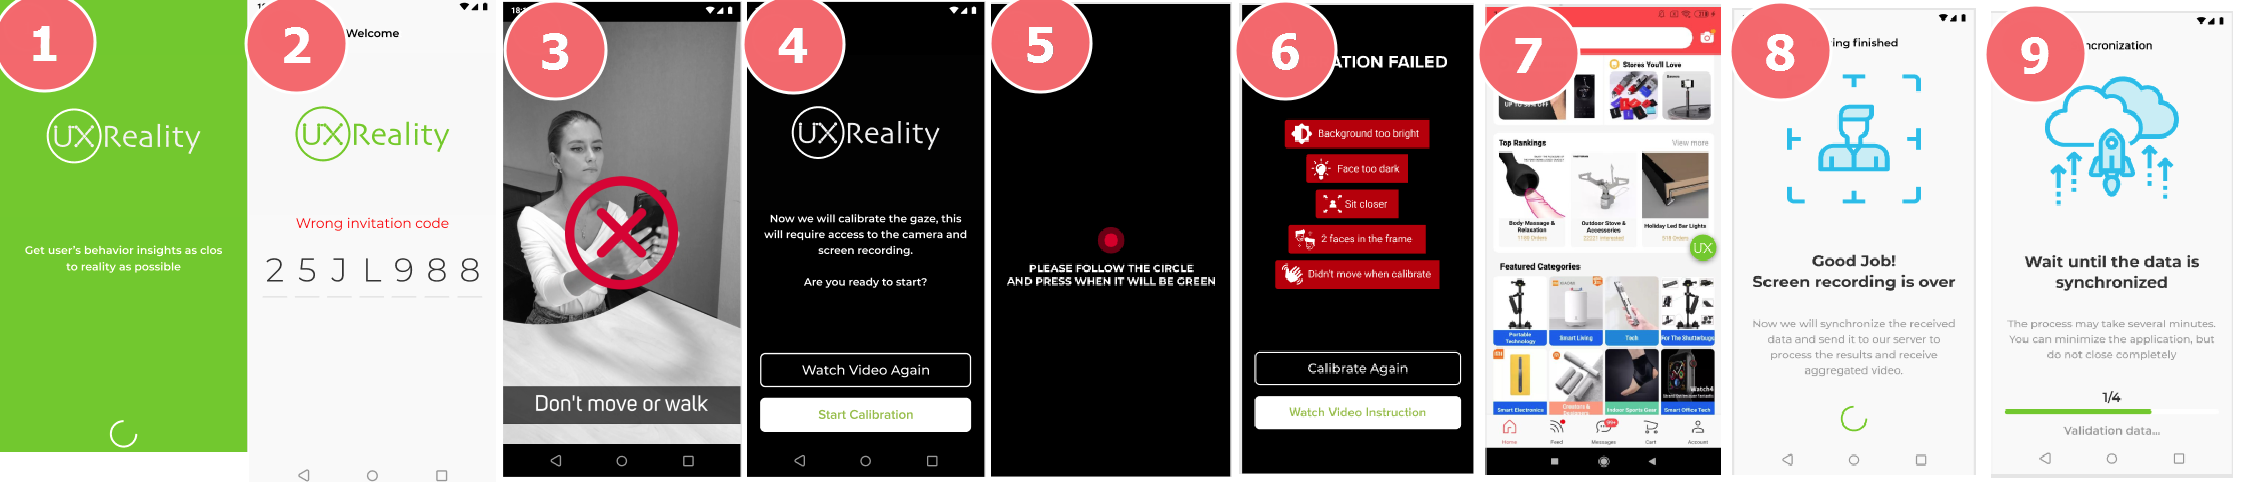 1
UXReality
Get user's behavior insights as clos
to reality as possible
2
Welcome
UXReality
Wrong invitation code
25JL988
3
18:
Don't move or walk
4
UXReality
Now we will calibrate the gaze, this
will require access to the camera and
screen recording.
Are you ready to start?
Watch Video Again
Start Calibration
5
PLEASE FOLLOW THE CIRCLE
AND PRESS WHEN IT WILL BE GREEN
6
ATION FAILED
Background too bright
Face too dark
Sit closer
2 faces in the frame
Didn't move when calibrate
Calibrate Again
Watch Video Instruction
7
Stores You'll Love
Top Rankings
View more
Body Massage &
Relaxation
Outdoor Stove &
Accessories
Holiday Led Bar Lights
UX
Featured Categories
Portable
Technology
Smart Living
Tools
For The Shutterbugs
Smart Electronics
Indoor Sports Gear
Smart Office Tech
Home
Feed
Messages
Cart
Account
8
ing finished
Good Job!
Screen recording is over
Now we will synchronize the received
data and send it to our server to
process the results and receive
aggregated video.
9
ncronization
Wait until the data is
synchronized
The process may take several minutes.
You can minimize the application, but
do not close completely
1/4
Validation data...